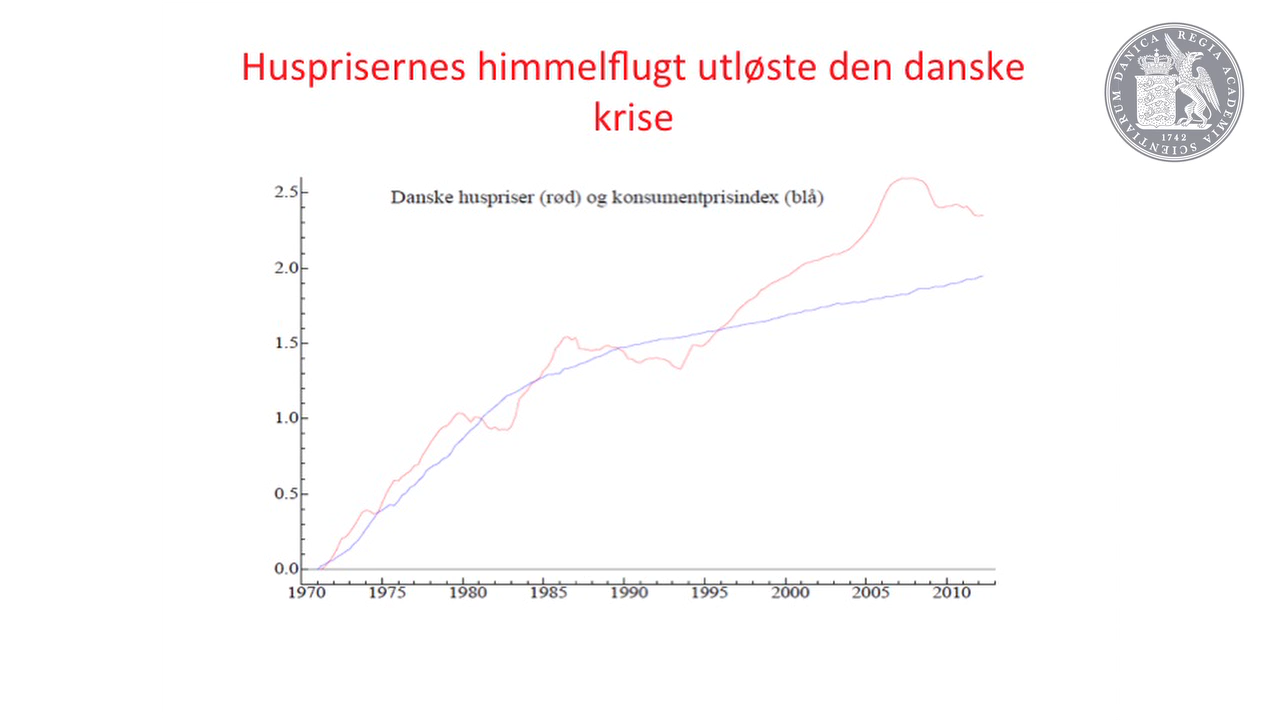 Husprisernes himmelflugt utløste den danske
krise
REGIA ACADEMIA SCIENTIARUM DANICA
1742
Danske huspriser (rød) og konsumentprisindex (blå)
2.5
2.0
1.5
1.0
0.5
0.0
1970 1975 1980 1985 1990 1995 2000 2005 2010